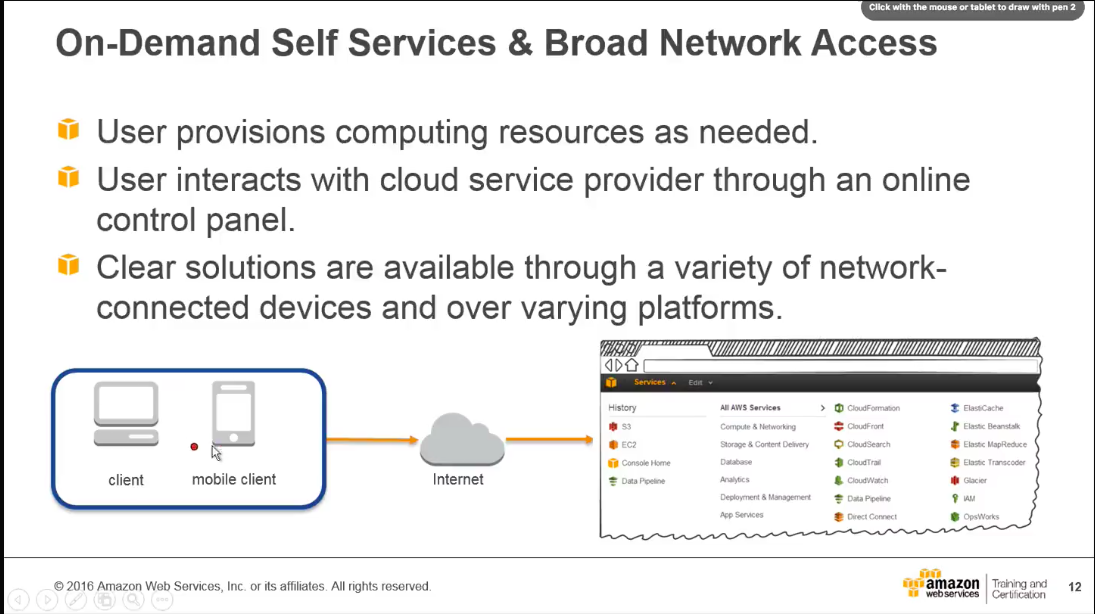 Click with the mouse or tablet to draw with pen 2
On-Demand Self Services & Broad Network Access
User provisions computing resources as needed.
User interacts with cloud service provider through an online
control panel.
Clear solutions are available through a variety of network-
connected devices and over varying platforms.
client
mobile client
Internet
Services
Edit
History
S3
EC2
Console Home
Data Pipeline
All AWS Services
Compute & Networking
Storage & Content Delivery
Database
Analytics
Deployment & Management
App Services
CloudFormation
CloudFront
CloudSearch
CloudTrail
CloudWatch
Data Pipeline
Direct Connect
ElastiCache
Elastic Beanstalk
Elastic MapReduce
Elastic Transcoder
Glacier
IAM
OpsWorks
© 2016 Amazon Web Services, Inc. or its affiliates. All rights reserved.
amazon
webservices
Training and
Certification
12